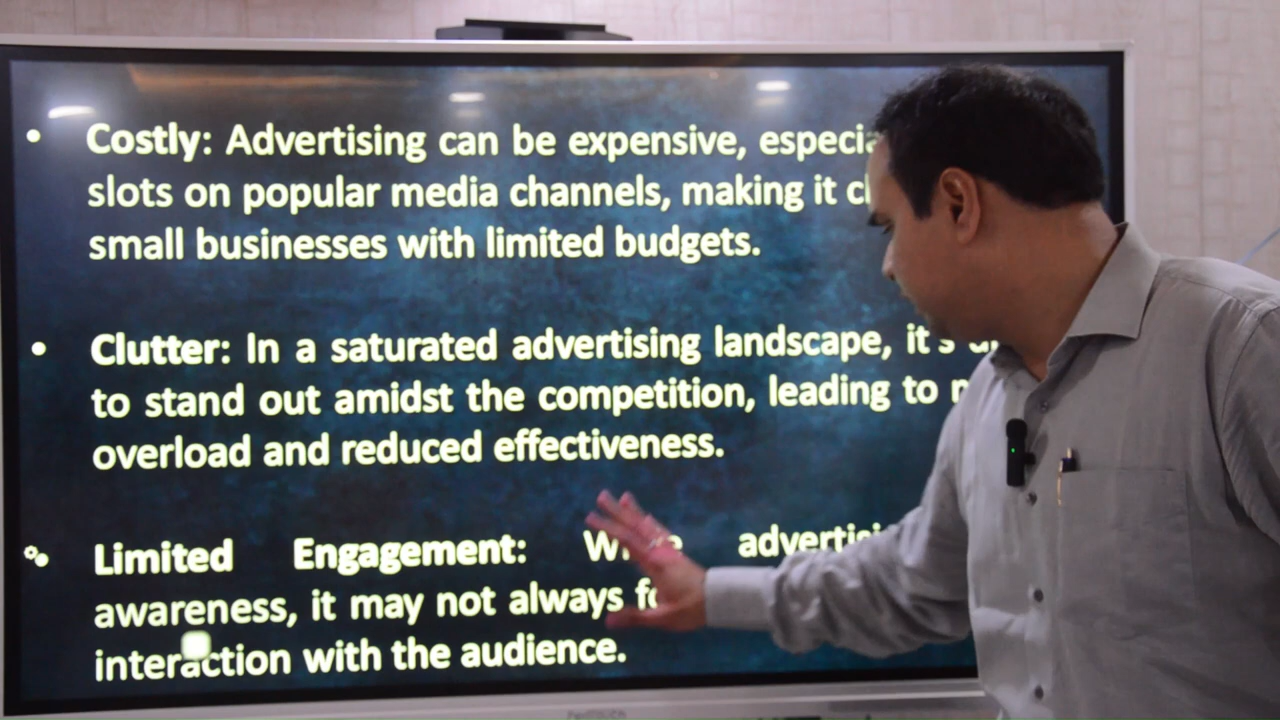 • Costly: Advertising can be expensive,
slots on popular media channels, making it
small businesses with limited budgets.
• Clutter: In a saturated advertising landscape, it's
to stand out amidst the competition, leading to
overload and reduced effectiveness.
• Limited Engagement:
awareness, it may not always
interaction with the audience.